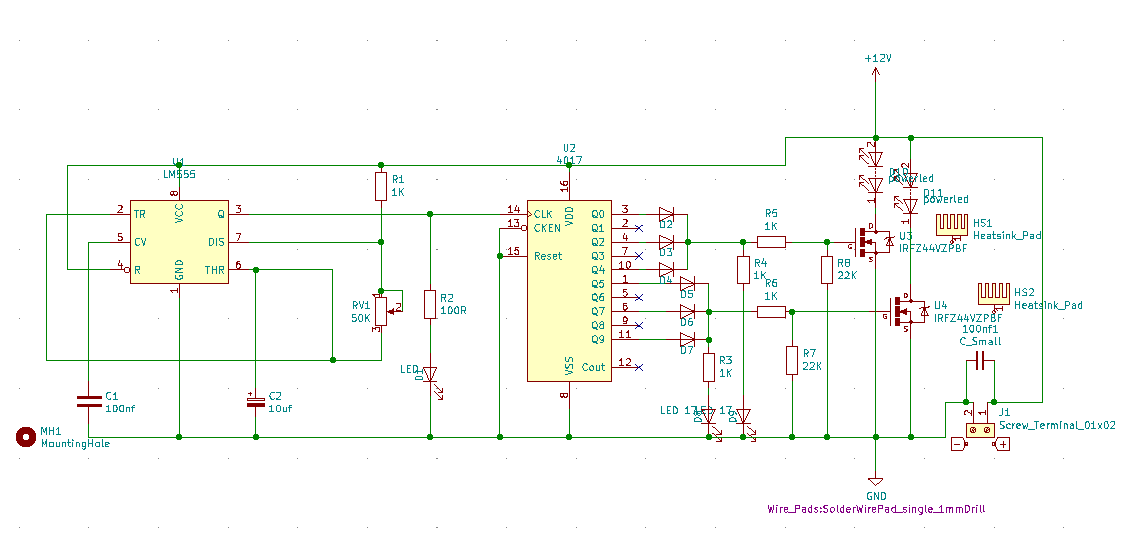 +12V
U2
4017
U1
LM555
R1
1K
8
VCC
2
TR
Q
3
5
CV
DIS
7
4
R
THR
6
GND
1
16
VDD
14
CLK
13
CKEN
15
Reset
Q0
3
Q1
2
Q2
4
Q3
7
Q4
10
Q5
1
Q6
5
Q7
6
Q8
9
Q9
11
Cout
12
VSS
8
D2
D3
D4
D5
D6
D7
R5
1K
R4
1K
R6
1K
R8
22K
R7
22K
R3
1K
2
powerled
1
2
D11
powerled
1
D
G
S
U3
IRFZ44VZPBF
HS1
Heatsink_Pad
D
G
S
U4
IRFZ44VZPBF
HS2
Heatsink_Pad
100nf1
C_Small
RV1
50K
1
2
3
R2
100R
LED
D1
C1
100nf
C2
10uf
LED 17
LED 17
D8
D9
2
1
J1
Screw_Terminal_01x02
-
+
MH1
MountingHole
GND
Wire_Pads:SolderWirePad_single_1mmDrill